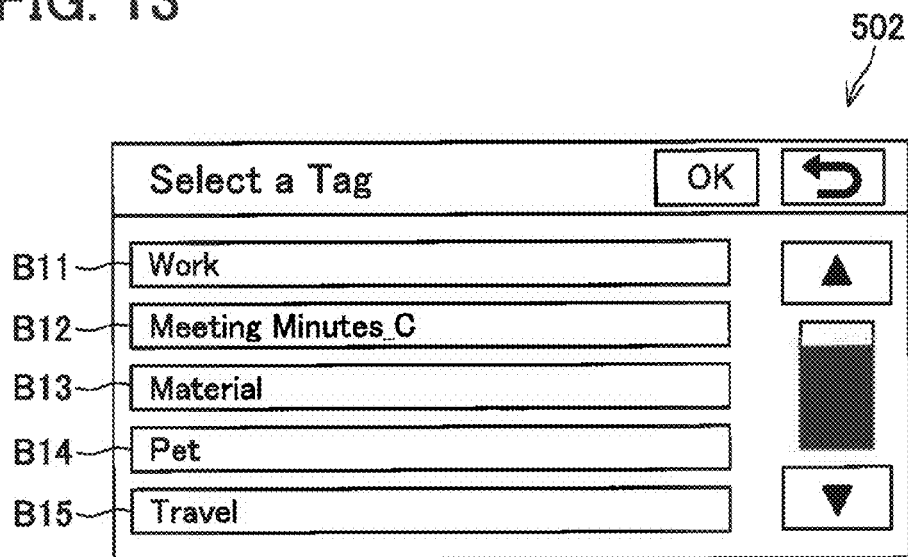 FIG. 13
502
Select a Tag OK
B11 Work
B12 Meeting Minutes_C
B13 Material
B14 Pet
B15 Travel